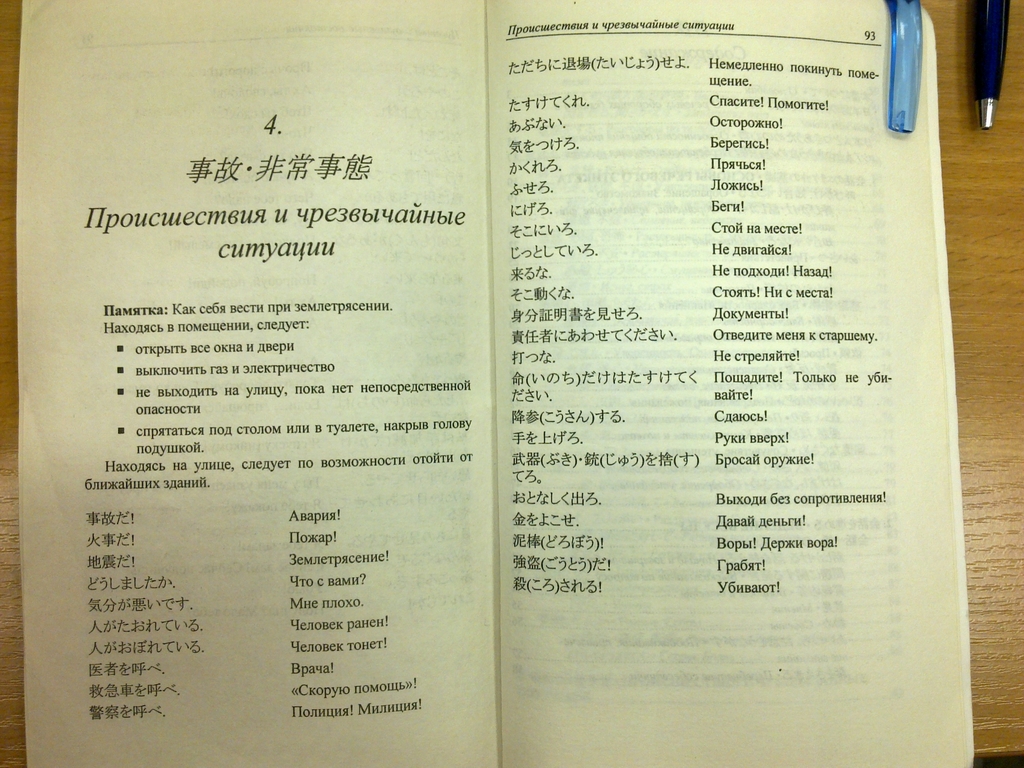 4.
事故・非常事態
Происшествия и чрезвычайные
ситуации
Памятка: Как себя вести при землетрясении.
Находясь в помещении, следует:
▪ открыть все окна и двери
▪ выключить газ и электричество
▪ не выходить на улицу, пока нет непосредственной
опасности
▪ спрятаться под столом или в туалете, накрыв голову
подушкой.
Находясь на улице, следует по возможности отойти от
ближайших зданий.
事故だ! Авария!
火事だ! Пожар!
地震だ! Землетрясение!
どうしましたか. Что с вами?
気分が悪いです. Мне плохо.
人がたおれている. Человек ранен!
人がおぼれている. Человек тонет!
医者を呼べ. Врача!
救急車を呼べ. «Скорую помощь»!
警察を呼べ. Полиция! Милиция!
Происшествия и чрезвычайные ситуации 93
ただちに退場(たいじょう)せよ. Немедленно покинуть поме-
щение.
たすけてくれ. Спасите! Помогите!
あぶない. Осторожно!
気をつけろ. Берегись!
かくれろ. Прячься!
ふせろ. Ложись!
にげろ. Беги!
そこにいろ. Стой на месте!
じっとしていろ. Не двигайся!
来るな. Не подходи! Назад!
そこ動くな. Стоять! Ни с места!
身分証明書を見せろ. Документы!
責任者にあわせてください. Отведите меня к старшему.
打つな. Не стреляйте!
命(いのち)だけはたすけてく Пощадите! Только не уби-
ださい. вайте!
降参(こうさん)する. Сдаюсь!
手を上げろ. Руки вверх!
武器(ぶき)・銃(じゅう)を捨(す) Бросай оружие!
てろ.
おとなしく出ろ. Выходи без сопротивления!
金をよこせ. Давай деньги!
泥棒(どろぼう)! Воры! Держи вора!
強盗(ごうとう)だ! Грабят!
殺(ころ)される! Убивают!